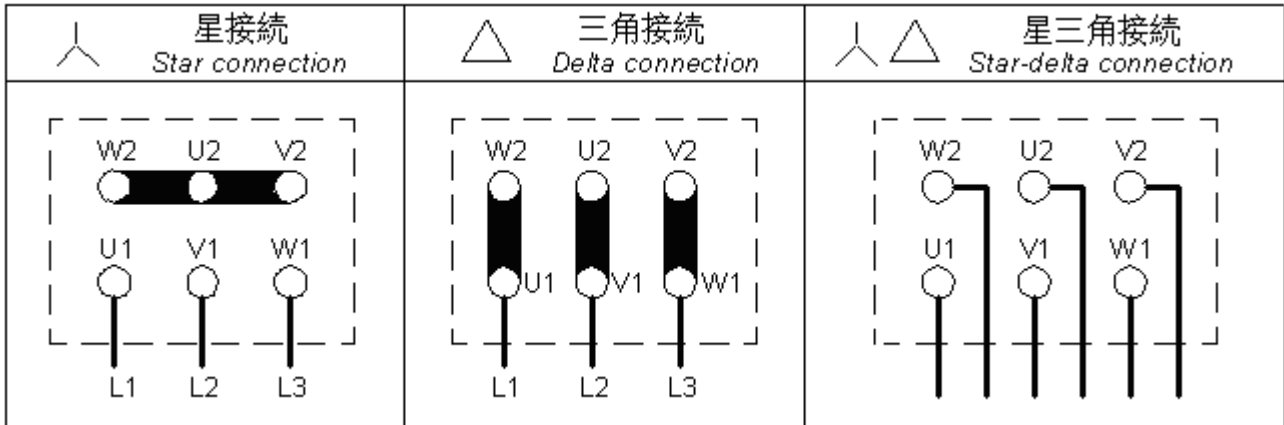 星接続
Star connection
三角接続
Delta connection
星三角接続
Star-delta connection
W2 U2 V2
U1 V1 W1
L1 L2 L3
W2 U2 V2
U1 V1 W1
L1 L2 L3
W2 U2 V2
U1 V1 W1